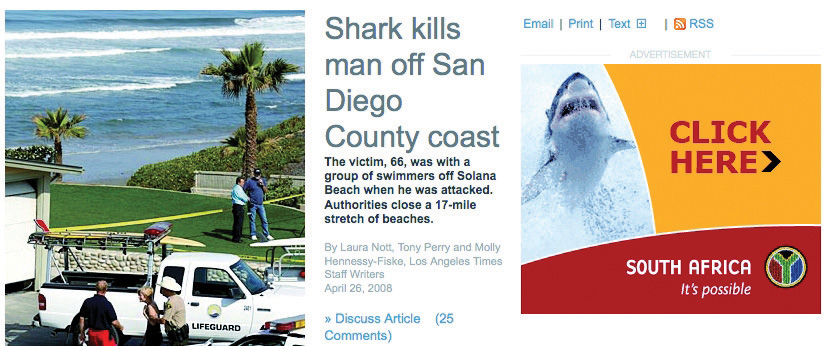 Shark kills
man off San
Diego
County coast
The victim, 66, was with a
group of swimmers off Solana
Beach when he was attacked.
Authorities close a 17-mile
stretch of beaches.
By Laura Nott, Tony Perry and Molly
Hennessy-Fiske, Los Angeles Times
Staff Writers
April 26, 2008
» Discuss Article (25
Comments)
LIFEGUARD
Email | Print | Text | RSS
ADVERTISEMENT
CLICK
HERE
SOUTH AFRICA
It's possible